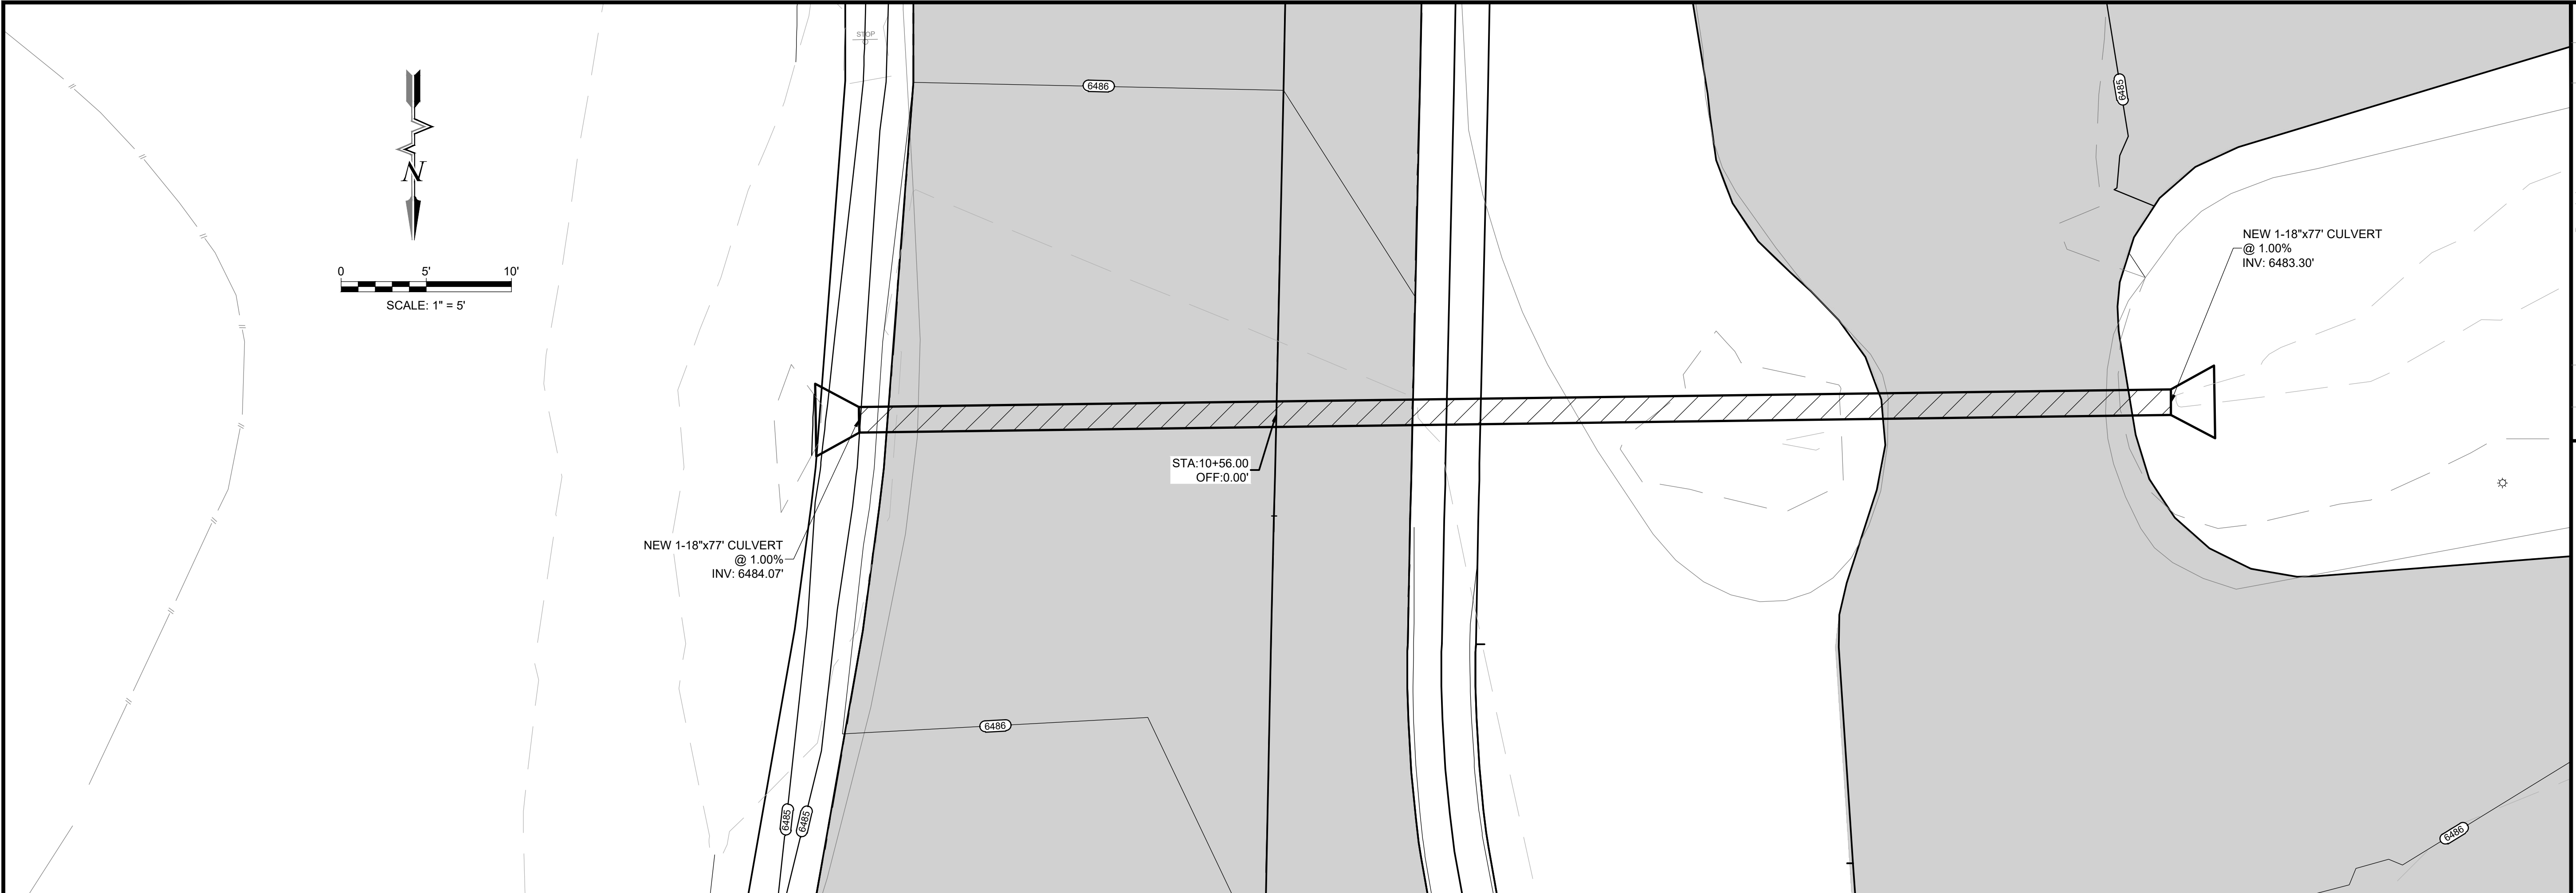 STOP
6486
6485
N
0 5' 10'
SCALE: 1" = 5'
NEW 1-18"x77' CULVERT
@ 1.00%
INV: 6483.30'
STA:10+56.00
OFF:0.00'
NEW 1-18"x77' CULVERT
@ 1.00%
INV: 6484.07'
6486
6485
6485
6486